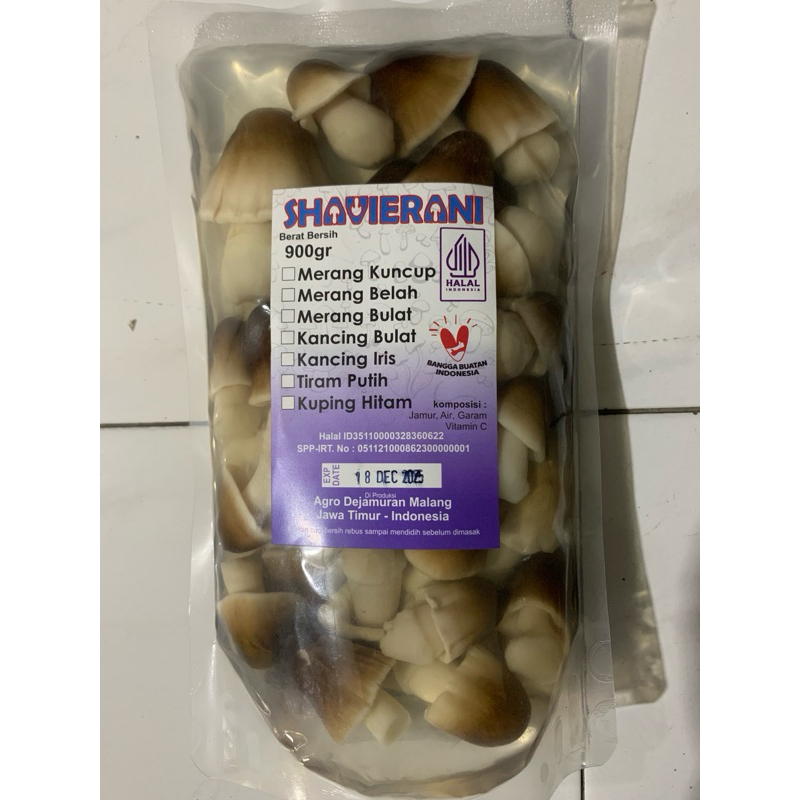 SHAVIERANI
Berat Bersih
900gr
HALAL
INDONESIA
Merang Kuncup
Merang Belah
Merang Bulat
Kancing Bulat
Kancing Iris
Tiram Putih
Kuping Hitam
BANGGA BUATAN
INDONESIA
komposisi :
Jamur, Air, Garam
Vitamin C
Halal ID35110000328360622
SPP-IRT. No : 051121000862300000001
EXP
DATE
18 DEC 2025
Di Produksi
Agro Dejamuran Malang
Jawa Timur - Indonesia
bersih rebus sampai mendidih sebelum dimasak